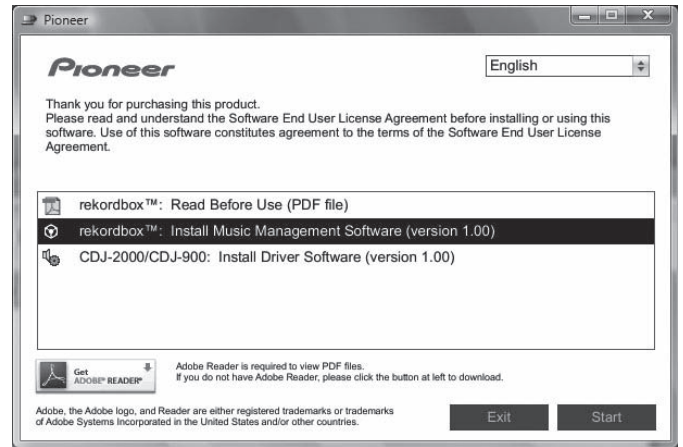 Pioneer
Pioneer
English
Thank you for purchasing this product.
Please read and understand the Software End User License Agreement before installing or using this
software. Use of this software constitutes agreement to the terms of the Software End User License
Agreement.
rekordbox™: Read Before Use (PDF file)
rekordbox™: Install Music Management Software (version 1.00)
CDJ-2000/CDJ-900: Install Driver Software (version 1.00)
Get
ADOBE® READER®
Adobe Reader is required to view PDF files.
If you do not have Adobe Reader, please click the button at left to download.
Adobe, the Adobe logo, and Reader are either registered trademarks or trademarks
of Adobe Systems Incorporated in the United States and/or other countries.
Exit
Start